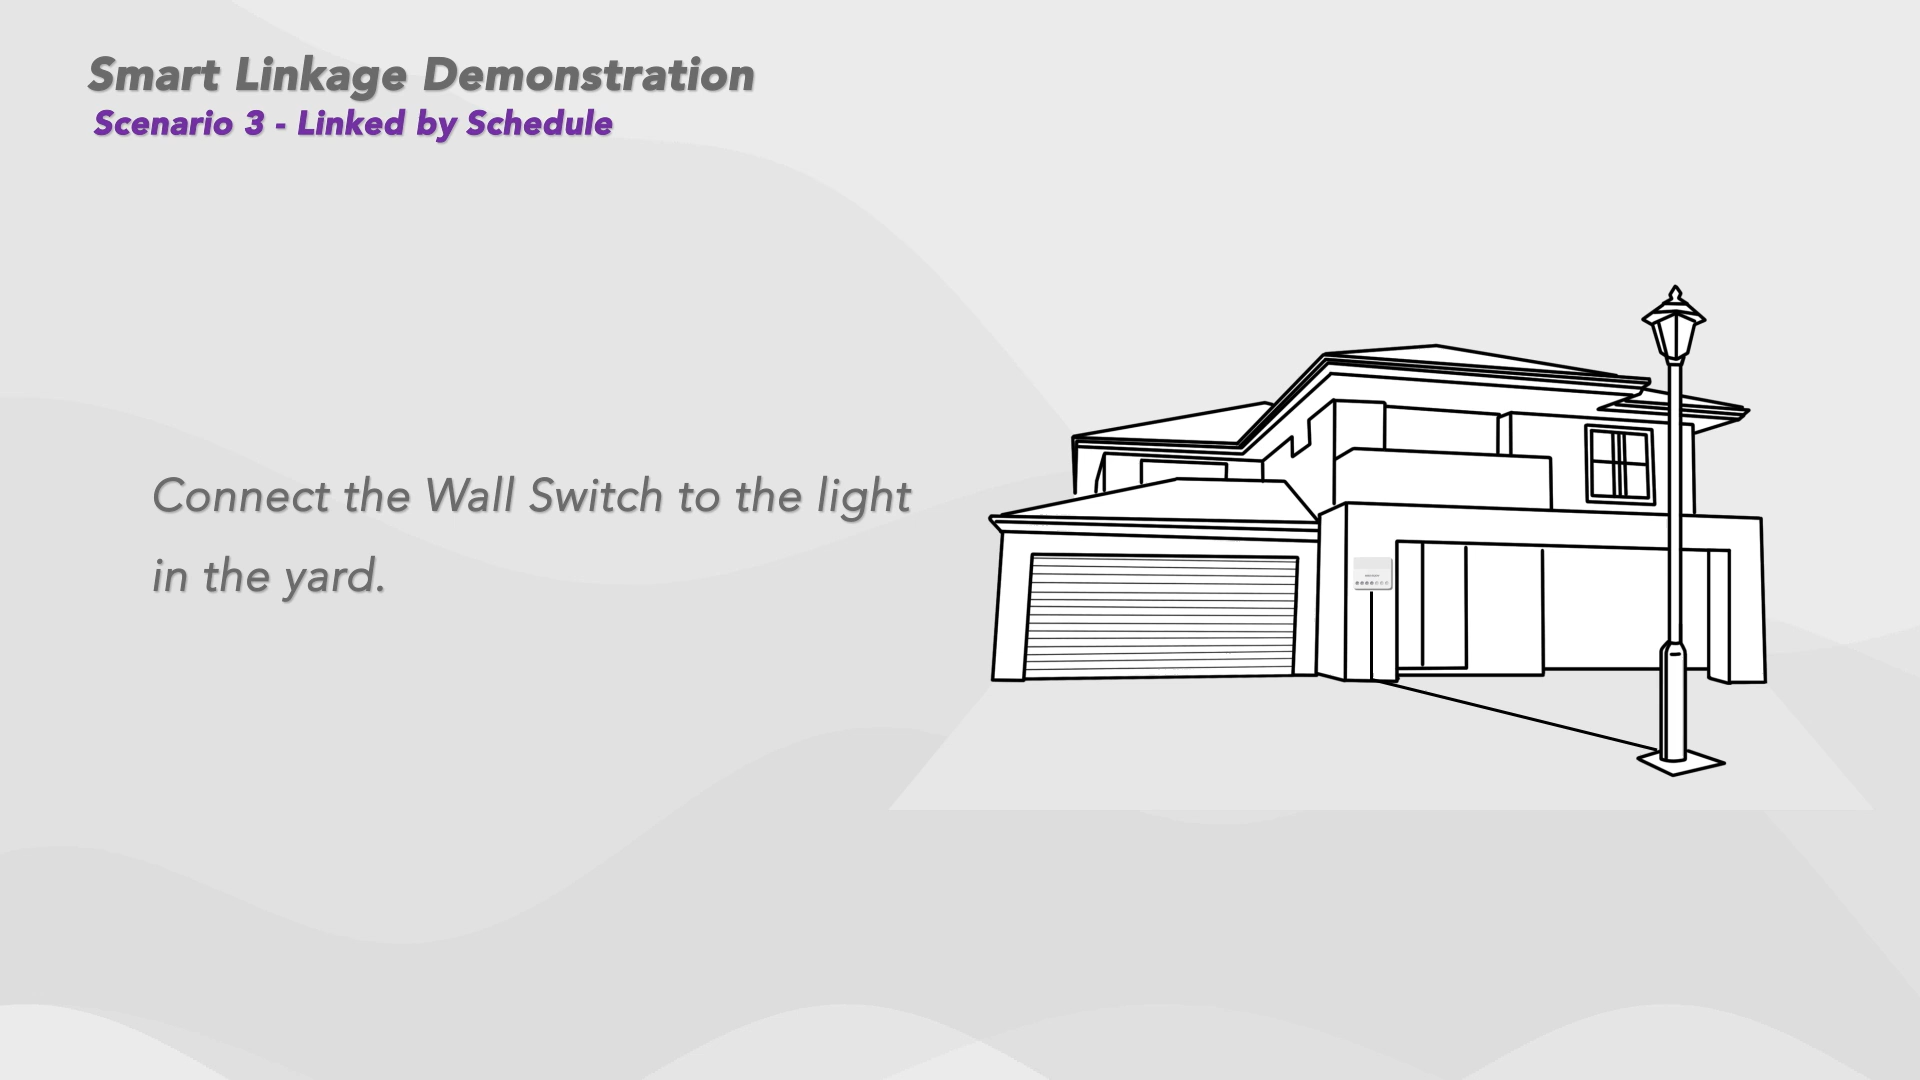 Smart Linkage Demonstration
Scenario 3 - Linked by Schedule
Connect the Wall Switch to the light
in the yard.